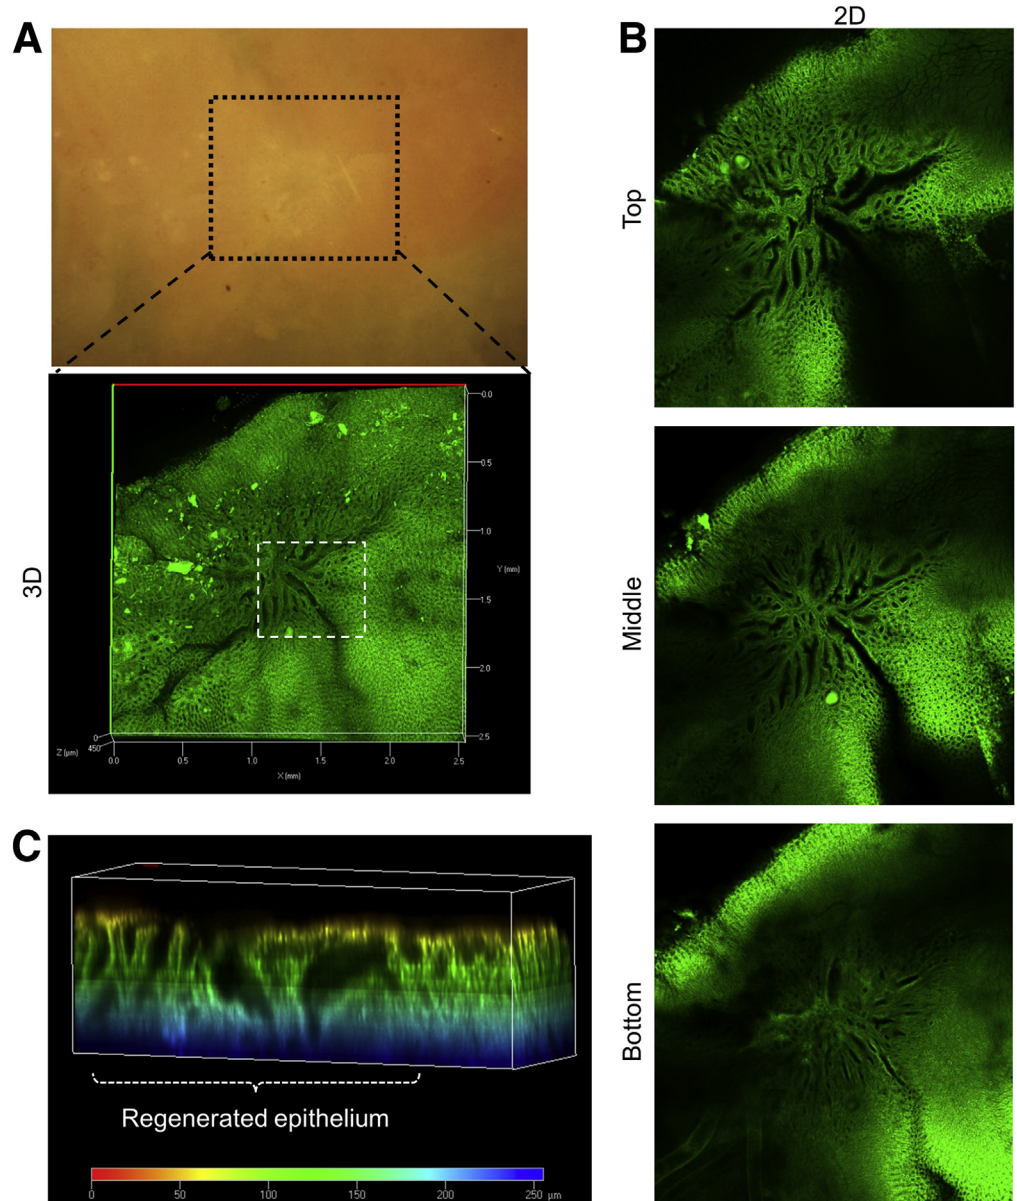 A
3D
0.0
0.5
1.0
Y (mm)
1.5
2.0
2.5
0
450
Z (µm)
0.0 0.5 1.0 1.5 2.0 2.5
X (mm)
2D
B
Top
Middle
Bottom
C
Regenerated epithelium
0 50 100 150 200 250 µm